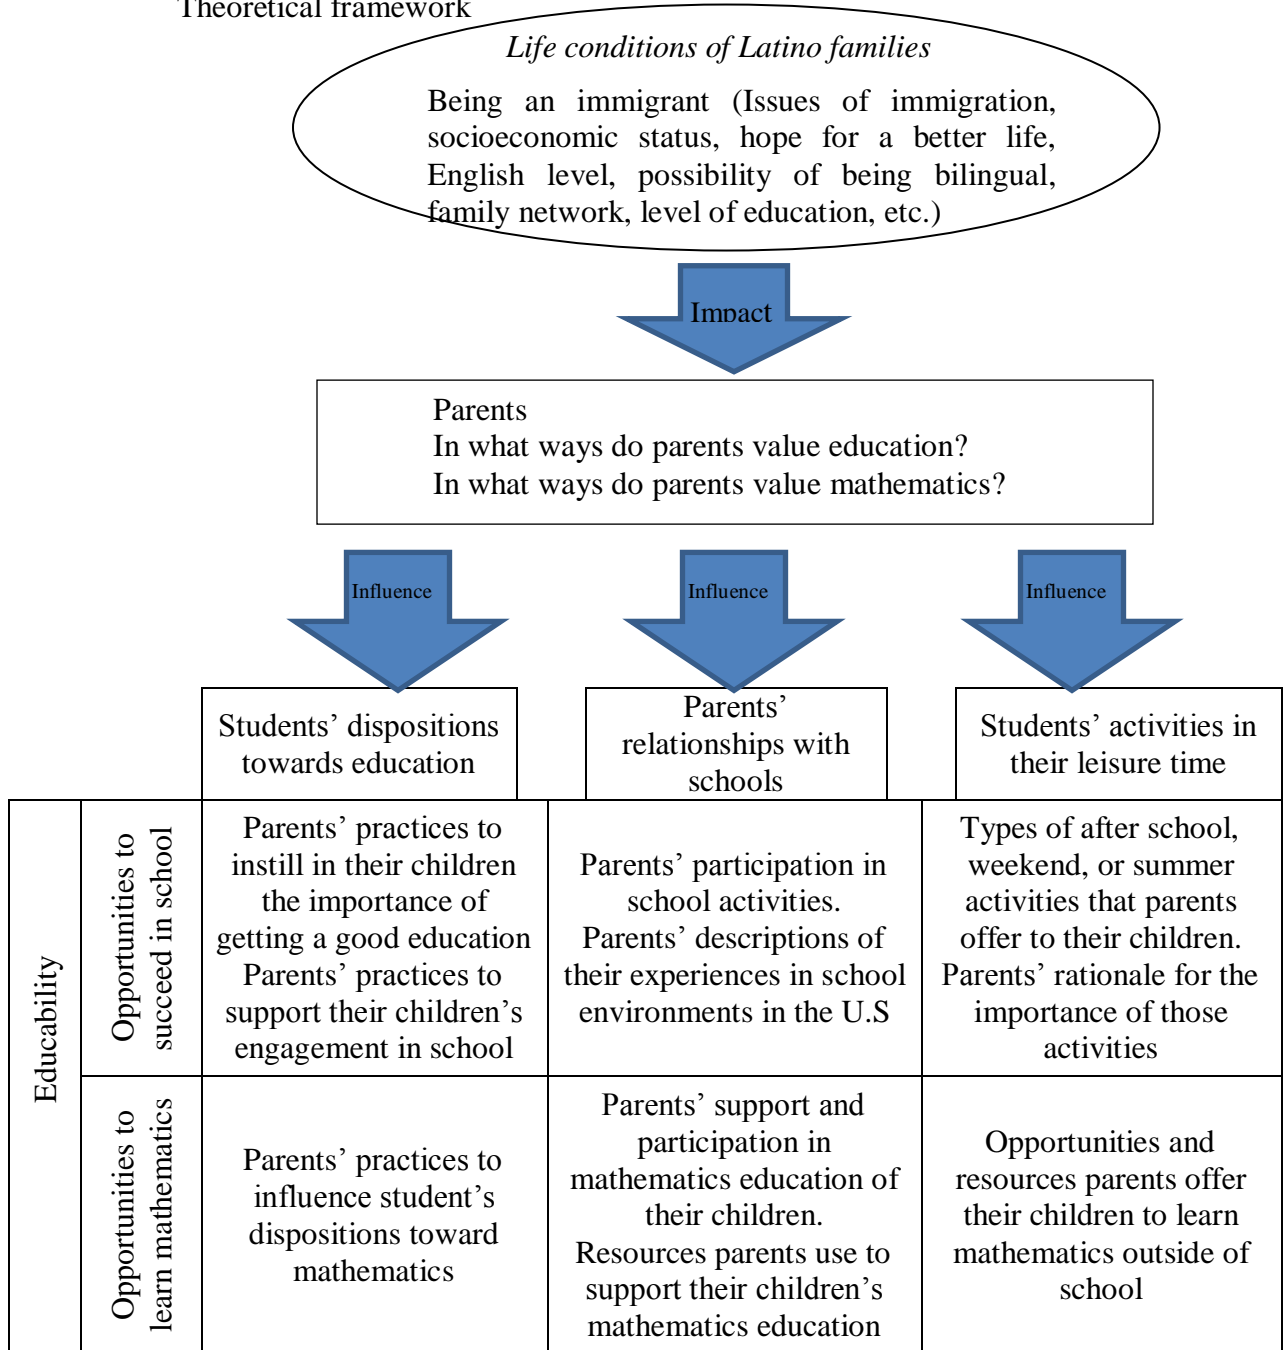 Theoretical framework
Life conditions of Latino families
Being an immigrant (Issues of immigration,
socioeconomic status, hope for a better life,
English level, possibility of being bilingual,
family network, level of education, etc.)
Impact
Parents
In what ways do parents value education?
In what ways do parents value mathematics?
Influence
Influence
Influence
Students’ dispositions
towards education
Parents’
relationships with
schools
Students’ activities in
their leisure time
Educability
Opportunities to
succeed in school
Parents’ practices to
instill in their children
the importance of
getting a good education
Parents’ practices to
support their children’s
engagement in school
Parents’ participation in
school activities.
Parents’ descriptions of
their experiences in school
environments in the U.S
Types of after school,
weekend, or summer
activities that parents
offer to their children.
Parents’ rationale for the
importance of those
activities
Opportunities to
learn mathematics
Parents’ practices to
influence student’s
dispositions toward
mathematics
Parents’ support and
participation in
mathematics education of
their children.
Resources parents use to
support their children’s
mathematics education
Opportunities and
resources parents offer
their children to learn
mathematics outside of
school